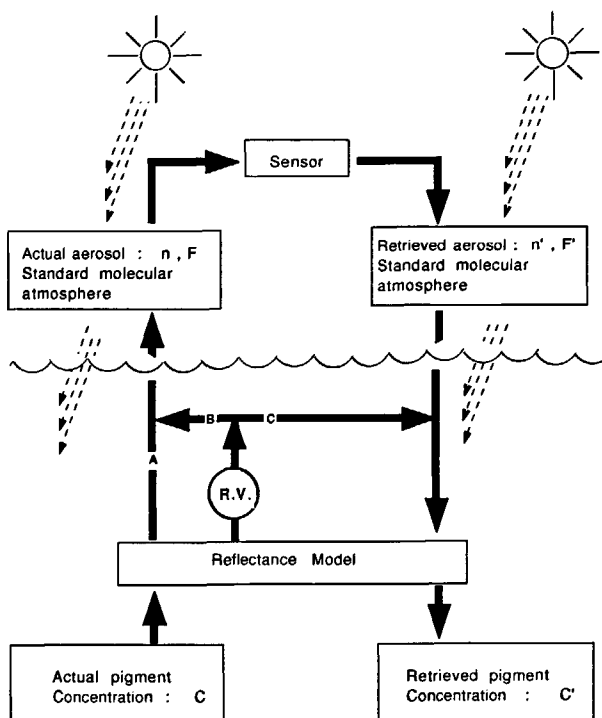 Sensor
Actual aerosol : n , F
Standard molecular
atmosphere
Retrieved aerosol : n' , F'
Standard molecular
atmosphere
B
C
A
R.V.
Reflectance Model
Actual pigment
Concentration : C
Retrieved pigment
Concentration : C'